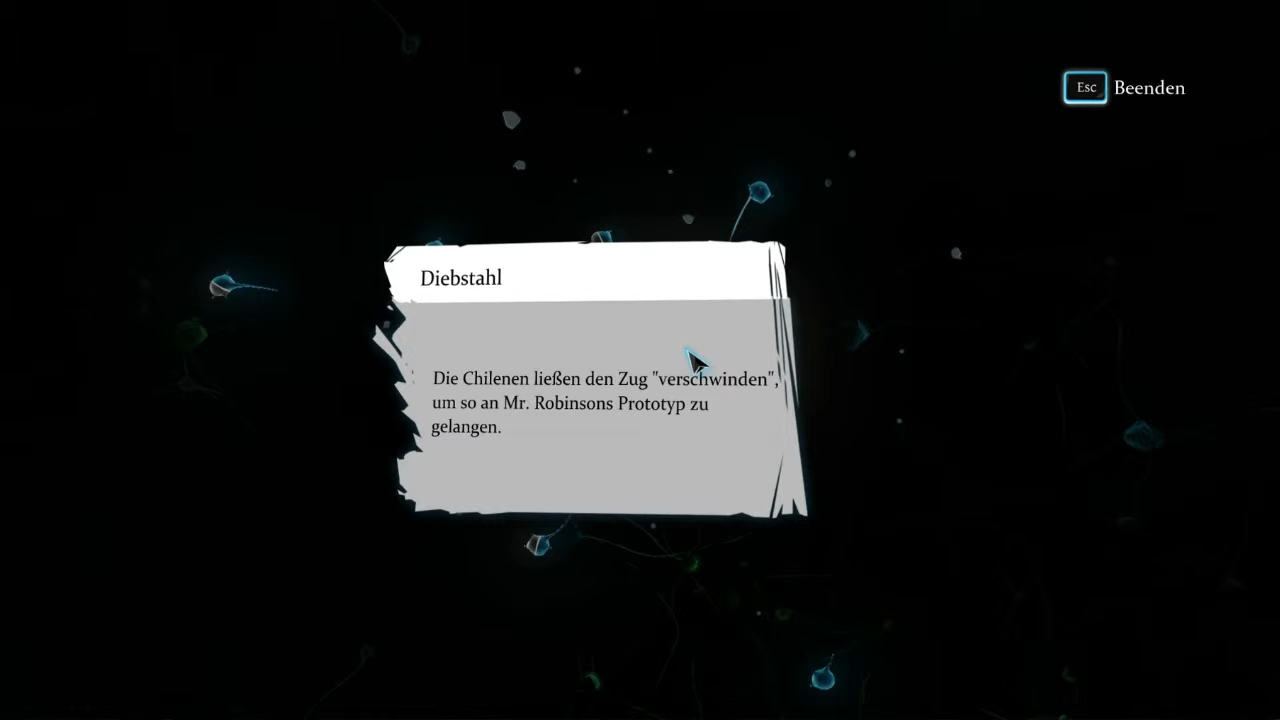 Esc Beenden
Diebstahl
Die Chilenen ließen den Zug "verschwinden",
um so an Mr. Robinsons Prototyp zu
gelangen.